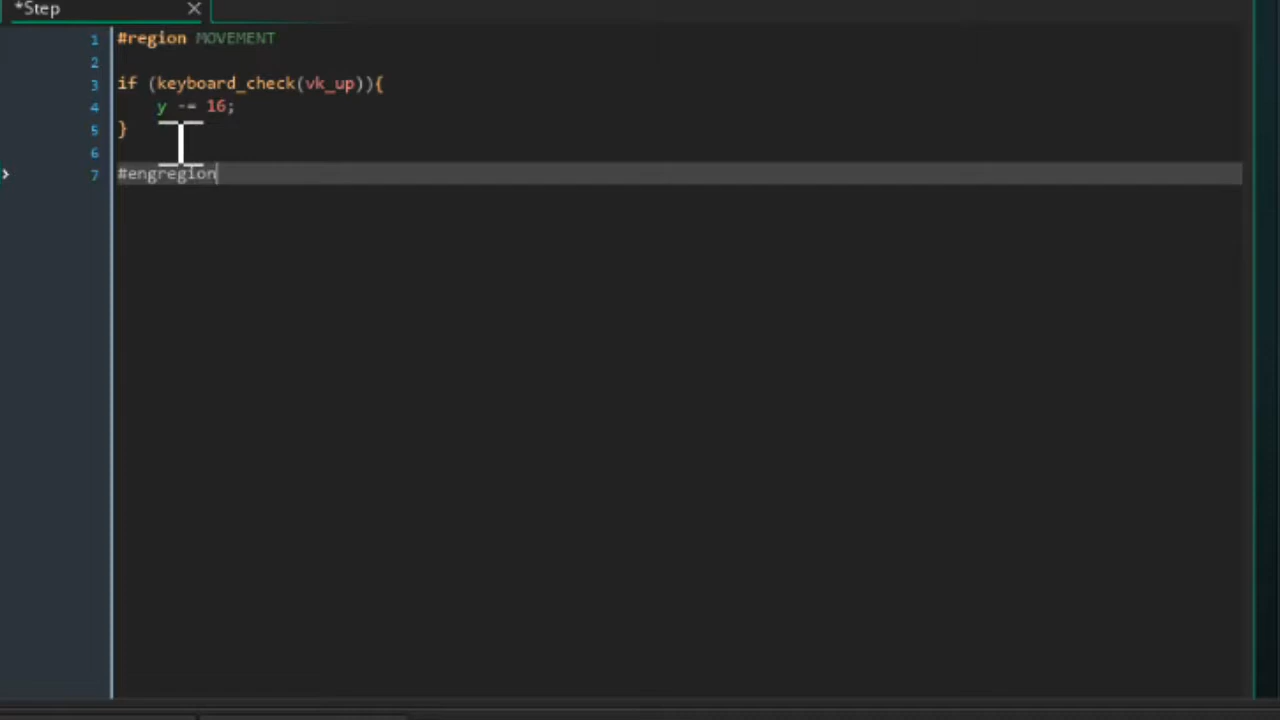 *Step
1 #region MOVEMENT
2
3 if (keyboard_check(vk_up)){
4 y -= 16;
5 }
6
7 #engregion